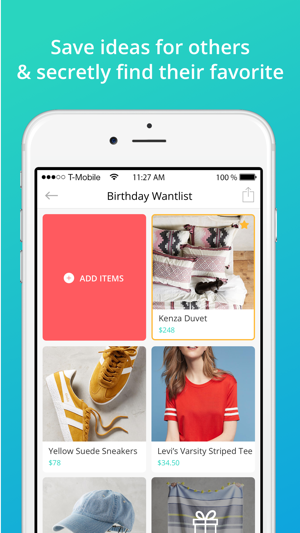 Save ideas for others
& secretly find their favorite
T-Mobile
11:27 AM
100 %
Birthday Wantlist
ADD ITEMS
Kenza Duvet
$248
Yellow Suede Sneakers
$78
Levi's Varsity Striped Tee
$34.50